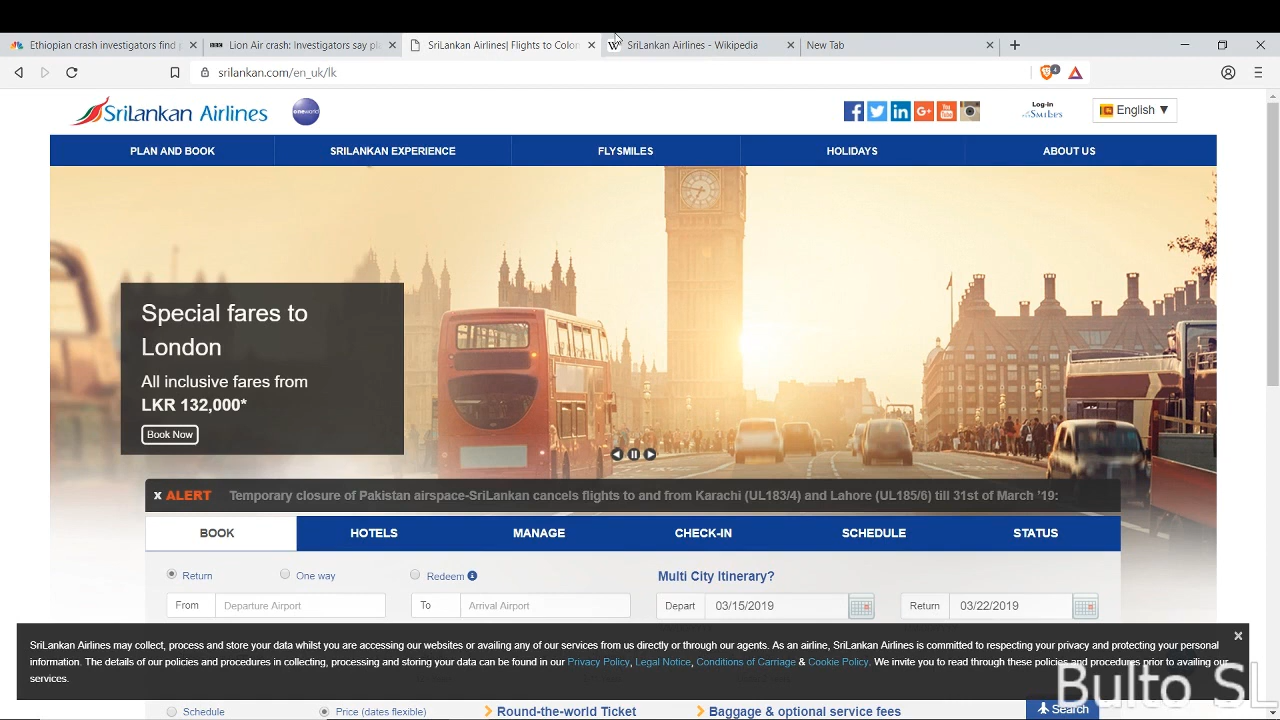 Ethiopian crash investigators find
Lion Air crash: Investigators say pl
SriLankan Airlines| Flights to Colon
SriLankan Airlines - Wikipedia
New Tab
srilankan.com/en_uk/lk
4
SriLankan Airlines
oneworld
You Tube
Log-in
SMILES
English ▼
PLAN AND BOOK
SRILANKAN EXPERIENCE
FLYSMILES
HOLIDAYS
ABOUT US
Special fares to
London
All inclusive fares from
LKR 132,000*
Book Now
x ALERT Temporary closure of Pakistan airspace-SriLankan cancels flights to and from Karachi (UL183/4) and Lahore (UL185/6) till 31st of March '19:
BOOK
HOTELS
MANAGE
CHECK-IN
SCHEDULE
STATUS
Return
One way
Redeem
Multi City Itinerary?
From Departure Airport
To Arrival Airport
Depart 03/15/2019
Return 03/22/2019
SriLankan Airlines may collect, process and store your data whilst you are accessing our websites or availing any of our services from us directly or through our agents. As an airline, SriLankan Airlines is committed to respecting your privacy and protecting your personal
information. The details of our policies and procedures in collecting, processing and storing your data can be found in our Privacy Policy, Legal Notice, Conditions of Carriage & Cookie Policy. We invite you to read through these policies and procedures prior to availing our
services.
Schedule
Price (dates flexible)
Round-the-world Ticket
Baggage & optional service fees
Search
Bulto SL